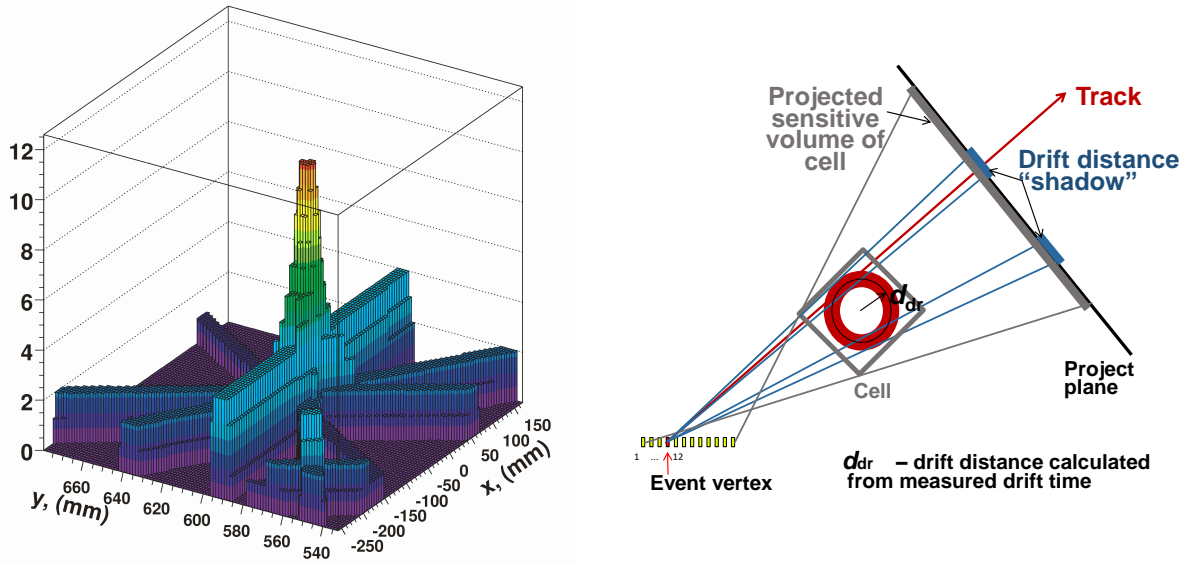 12
10
8
6
4
2
0
660
640
620
600
580
560
540
y, (mm)
-250
-200
-150
-100
-50
0
50
100
150
x, (mm)
Projected
sensitive
volume of
cell
Track
Drift distance
“shadow”
ddr
Cell
Project
plane
1 ... 12
Event vertex
ddr – drift distance calculated
from measured drift time